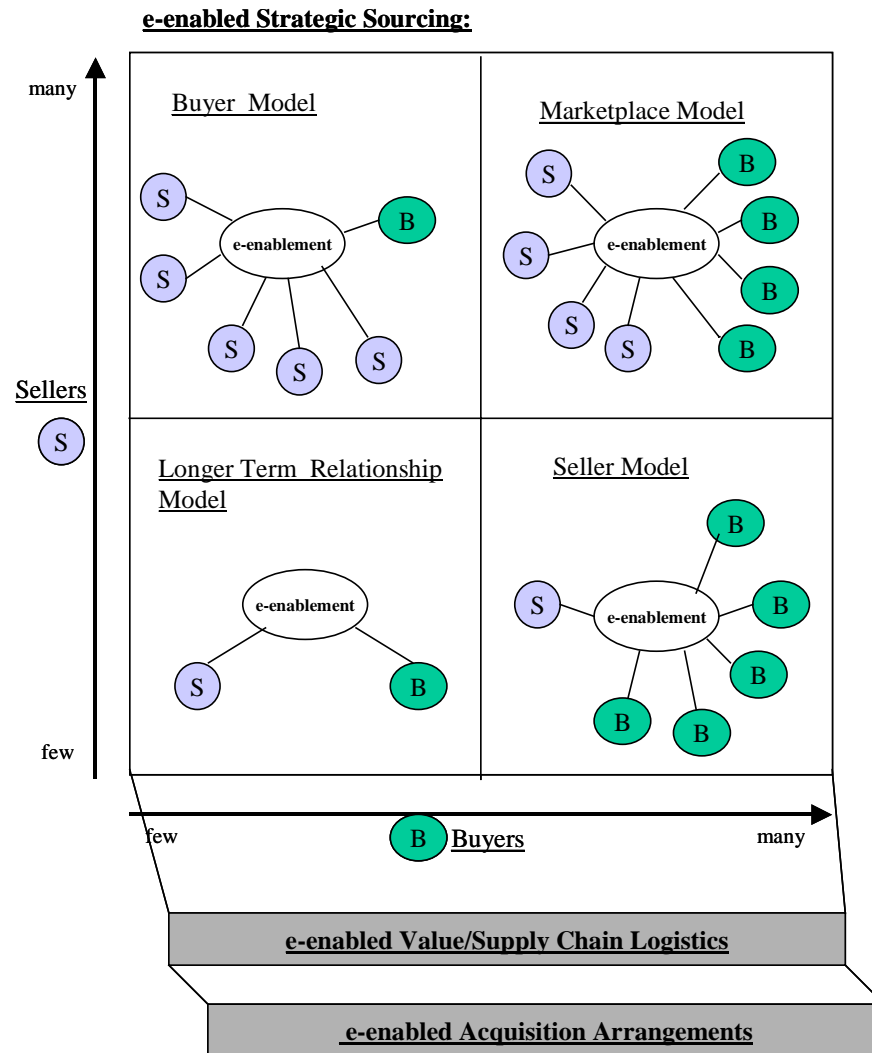 e-enabled Strategic Sourcing:
many
Buyer Model
S
S
S
S
S
e-enablement
B
Marketplace Model
S
S
S
S
e-enablement
B
B
B
B
Sellers
S
Longer Term Relationship
Model
e-enablement
S
B
Seller Model
S
e-enablement
B
B
B
B
B
few
few
B
Buyers
many
e-enabled Value/Supply Chain Logistics
e-enabled Acquisition Arrangements